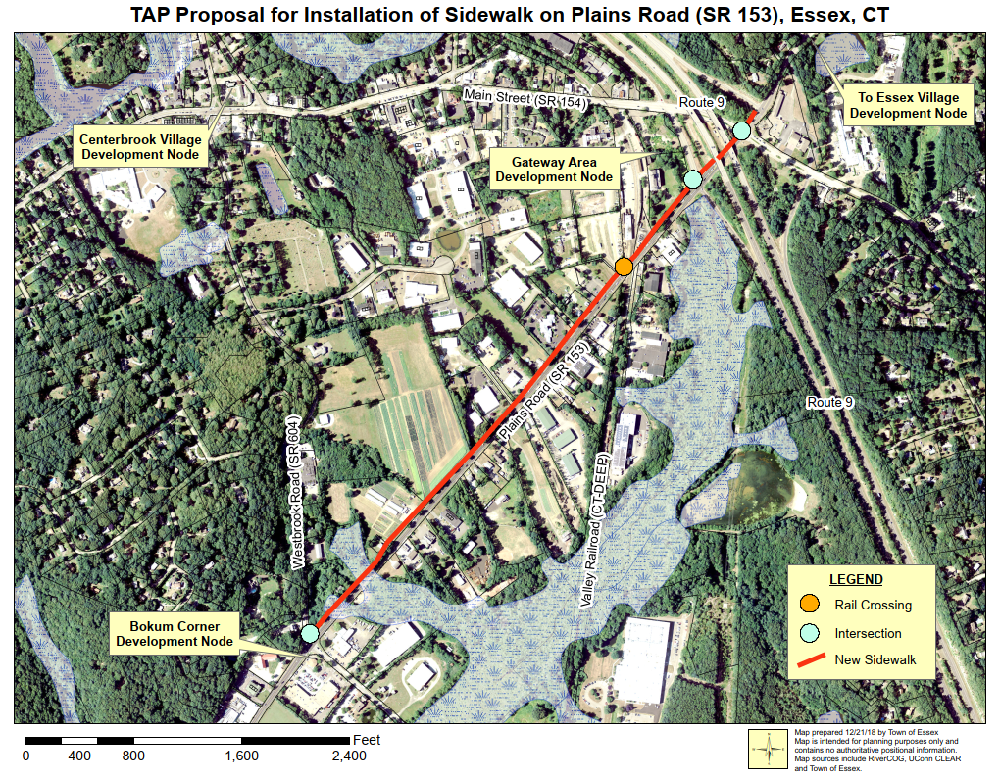 TAP Proposal for Installation of Sidewalk on Plains Road (SR 153), Essex, CT
Main Street (SR 154)
Route 9
To Essex Village
Development Node
Centerbrook Village
Development Node
Gateway Area
Development Node
Plains Road (SR 153)
Route 9
Westbrook Road (SR 604)
Valley Railroad (CT DEEP)
Bokum Corner
Development Node
LEGEND
Rail Crossing
Intersection
New Sidewalk
Feet
0 400 800 1,600 2,400
Map prepared 12/21/18 by Town of Essex
Map is intended for planning purposes only and
contains no authoritative positional information.
Map sources include RiverCOG, UConn CLEAR
and Town of Essex.